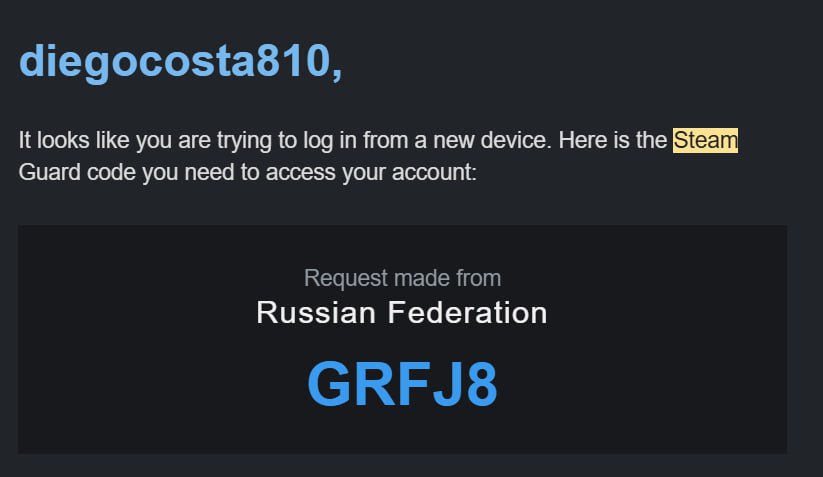 diegocosta810,
It looks like you are trying to log in from a new device. Here is the Steam
Guard code you need to access your account:
Request made from
Russian Federation
GRFJ8